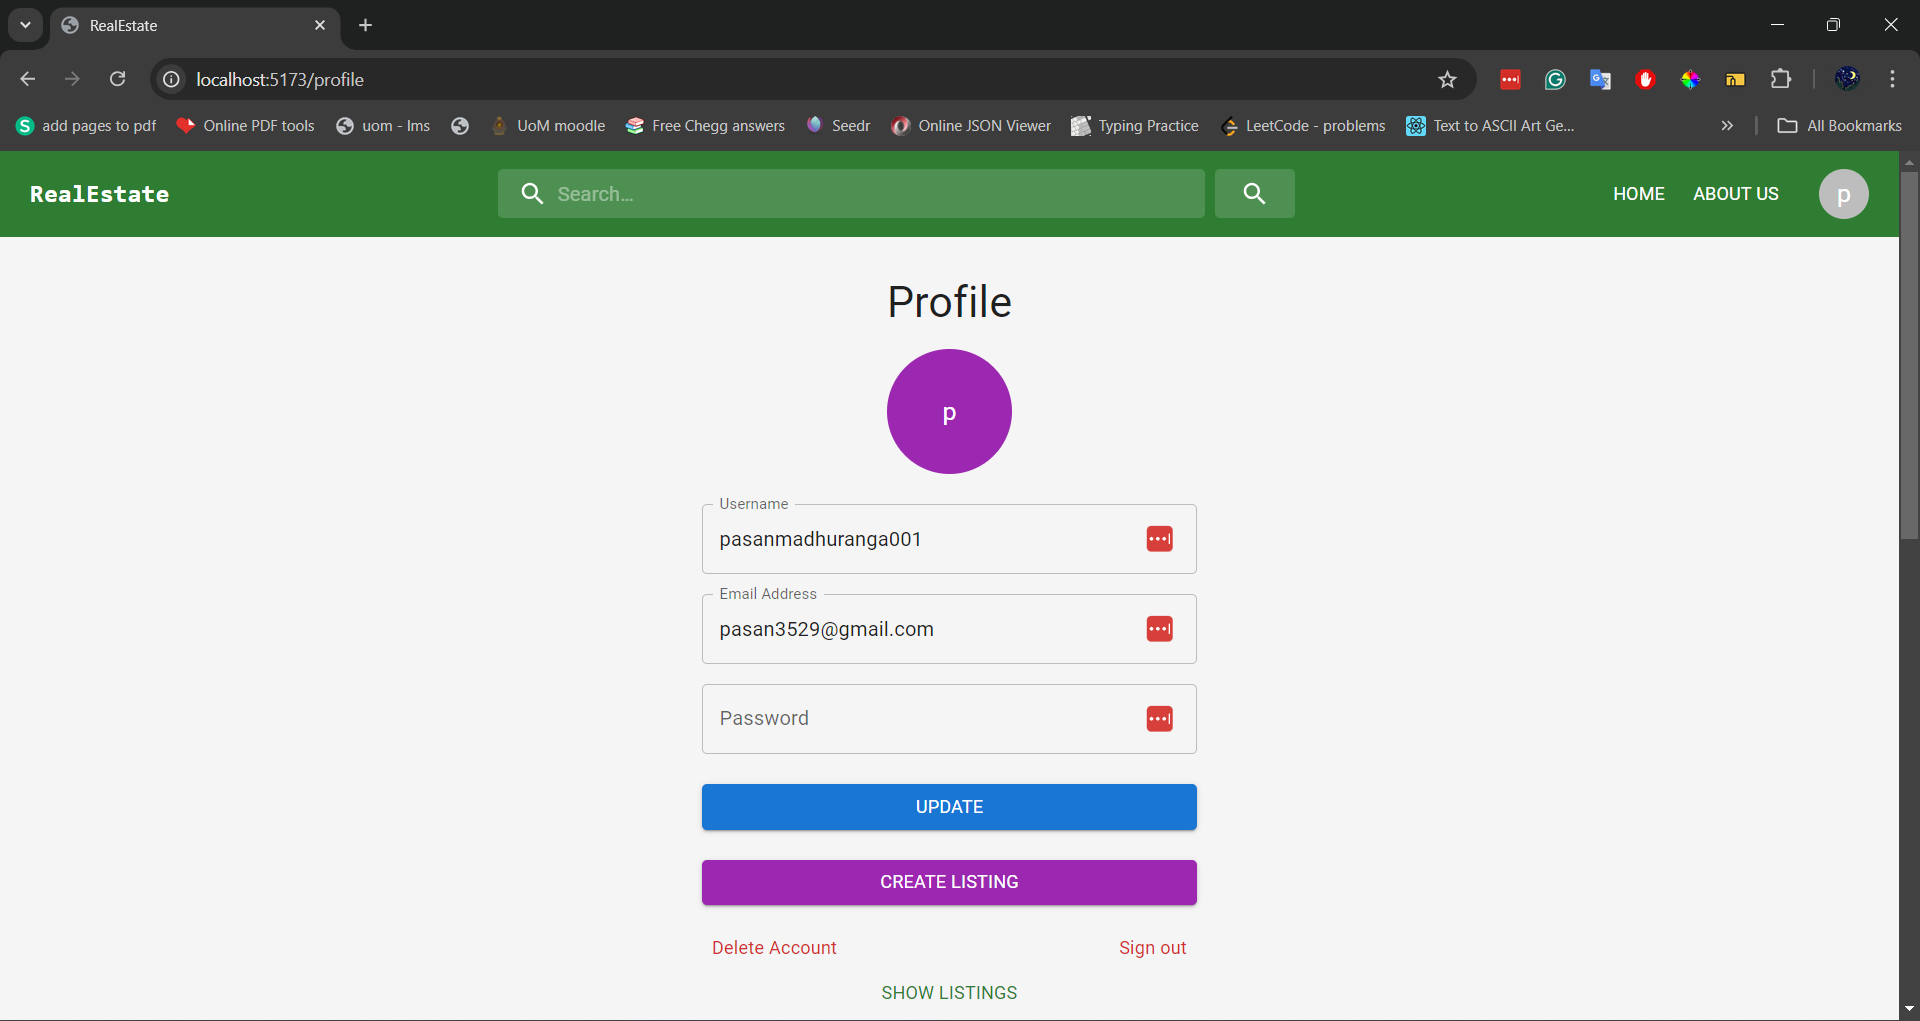 RealEstate
localhost:5173/profile
add pages to pdf Online PDF tools uom - lms UoM moodle Free Chegg answers Seedr Online JSON Viewer Typing Practice LeetCode - problems Text to ASCII Art Ge... » All Bookmarks
RealEstate Search... HOME ABOUT US p
Profile
p
Username
pasanmadhuranga001
Email Address
pasan3529@gmail.com
Password
UPDATE
CREATE LISTING
Delete Account Sign out
SHOW LISTINGS